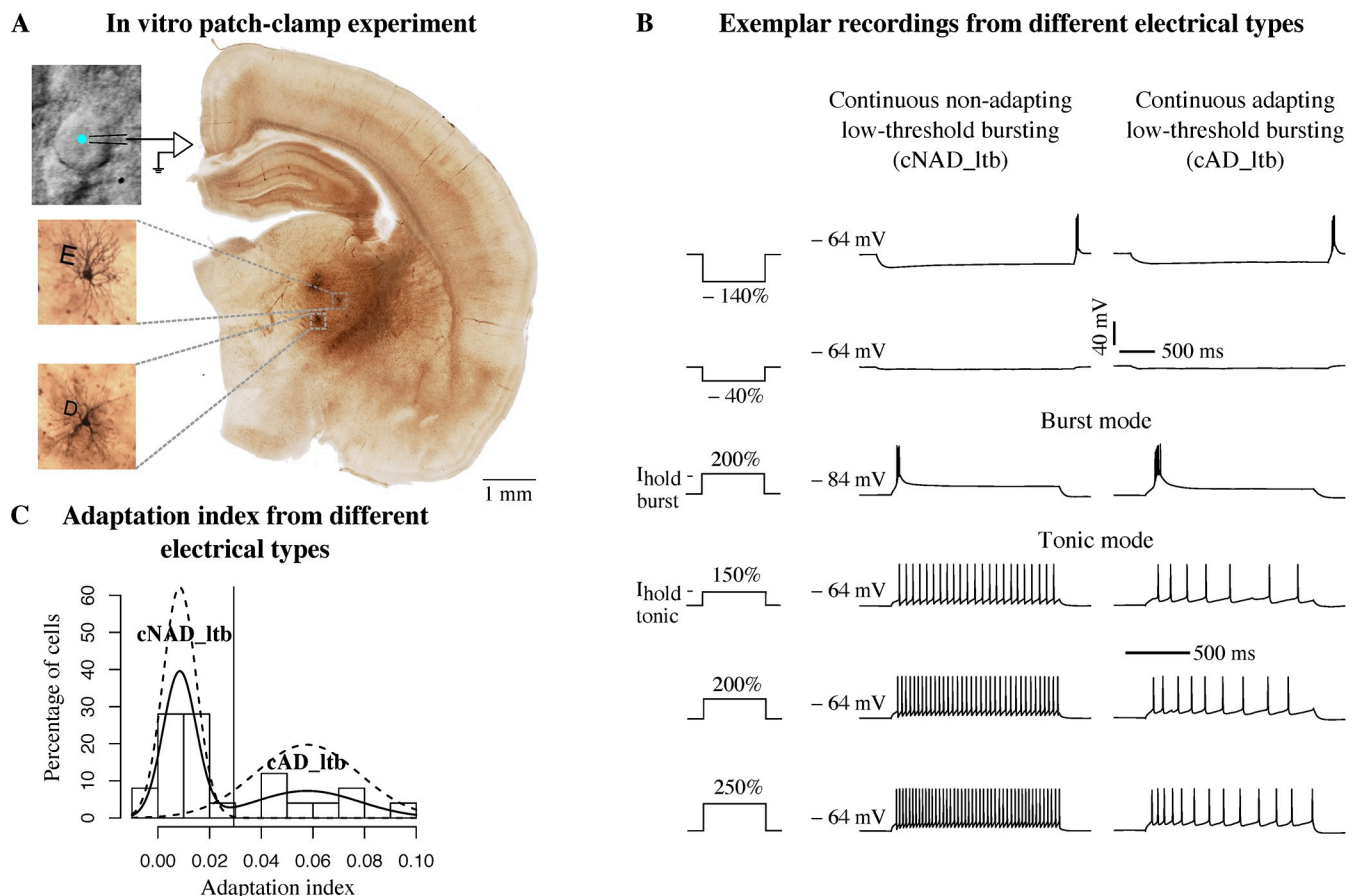 A In vitro patch-clamp experiment
E
D
1 mm
B Exemplar recordings from different electrical types
Continuous non-adapting
low-threshold bursting
(cNAD_ltb)
Continuous adapting
low-threshold bursting
(cAD_ltb)
– 140%
– 64 mV
– 40%
– 64 mV
40 mV
500 ms
Burst mode
Ihold -
burst
200%
– 84 mV
Tonic mode
Ihold -
tonic
150%
– 64 mV
500 ms
200%
– 64 mV
250%
– 64 mV
C Adaptation index from different
electrical types
Percentage of cells
60
50
40
30
20
10
0
cNAD_ltb
cAD_ltb
0.00 0.02 0.04 0.06 0.08 0.10
Adaptation index